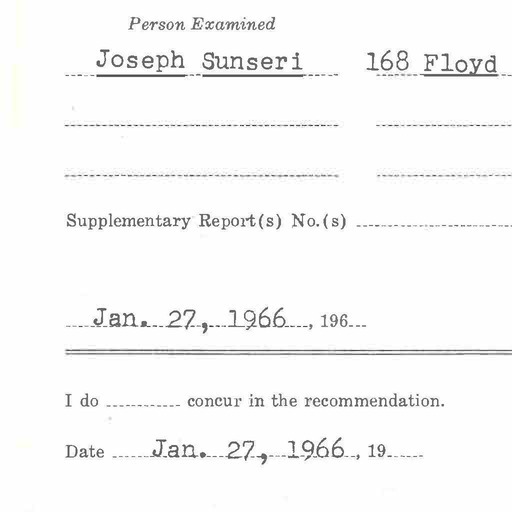 Person Examined
Joseph Sunseri 168 Floyd
Supplementary Report(s) No.(s)
Jan. 27, 1966, 196
I do concur in the recommendation.
Date Jan. 27, 1966, 19